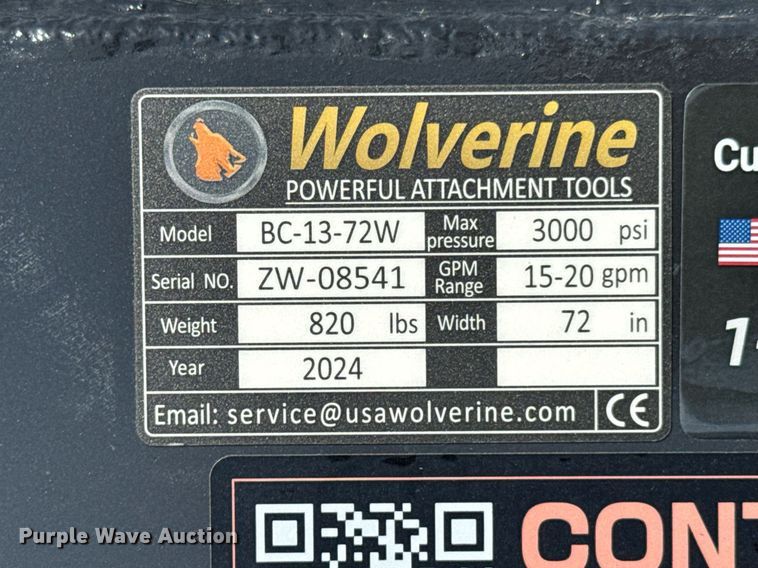 Wolverine
POWERFUL ATTACHMENT TOOLS
Model BC-13-72W Max pressure 3000 psi
Serial NO. ZW-08541 GPM Range 15-20 gpm
Weight 820 lbs Width 72 in
Year 2024
Email: service@usawolverine.com CE
Cu
1-
CONT
Purple Wave Auction